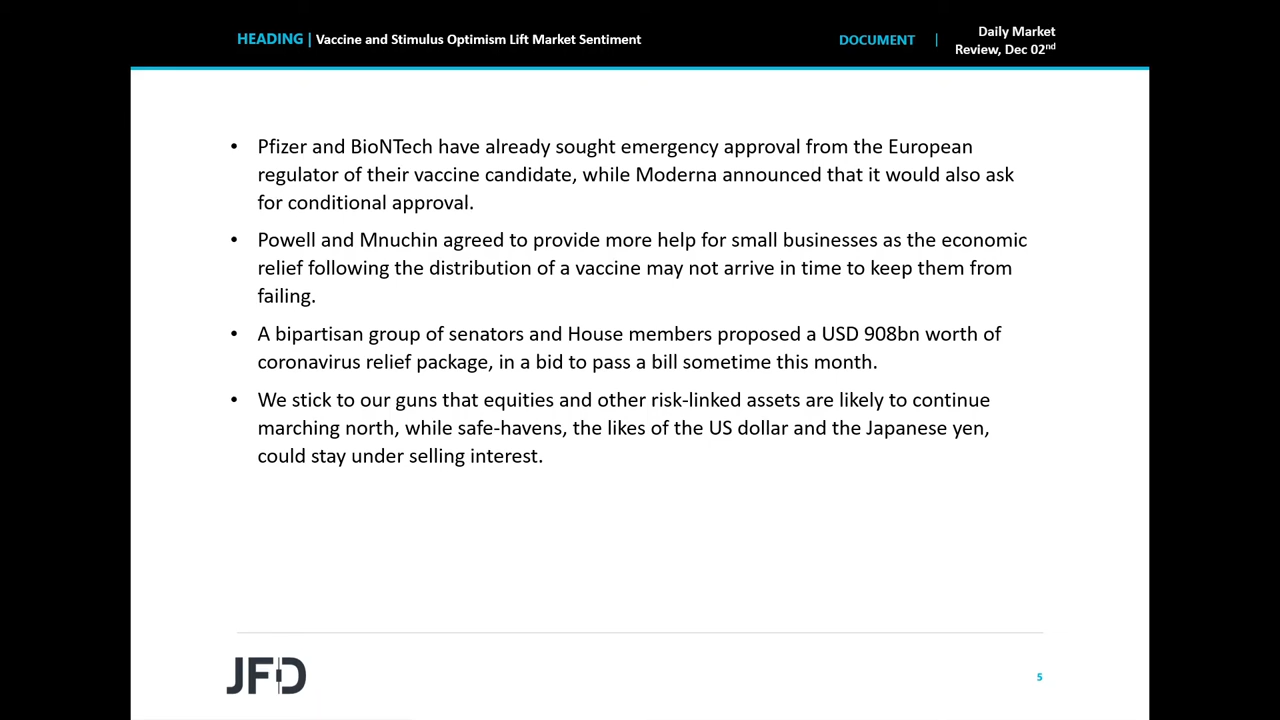 HEADING | Vaccine and Stimulus Optimism Lift Market Sentiment
DOCUMENT |
Daily Market
Review, Dec 02nd
• Pfizer and BioNTech have already sought emergency approval from the European
regulator of their vaccine candidate, while Moderna announced that it would also ask
for conditional approval.
• Powell and Mnuchin agreed to provide more help for small businesses as the economic
relief following the distribution of a vaccine may not arrive in time to keep them from
failing.
• A bipartisan group of senators and House members proposed a USD 908bn worth of
coronavirus relief package, in a bid to pass a bill sometime this month.
• We stick to our guns that equities and other risk-linked assets are likely to continue
marching north, while safe-havens, the likes of the US dollar and the Japanese yen,
could stay under selling interest.
JFD
5